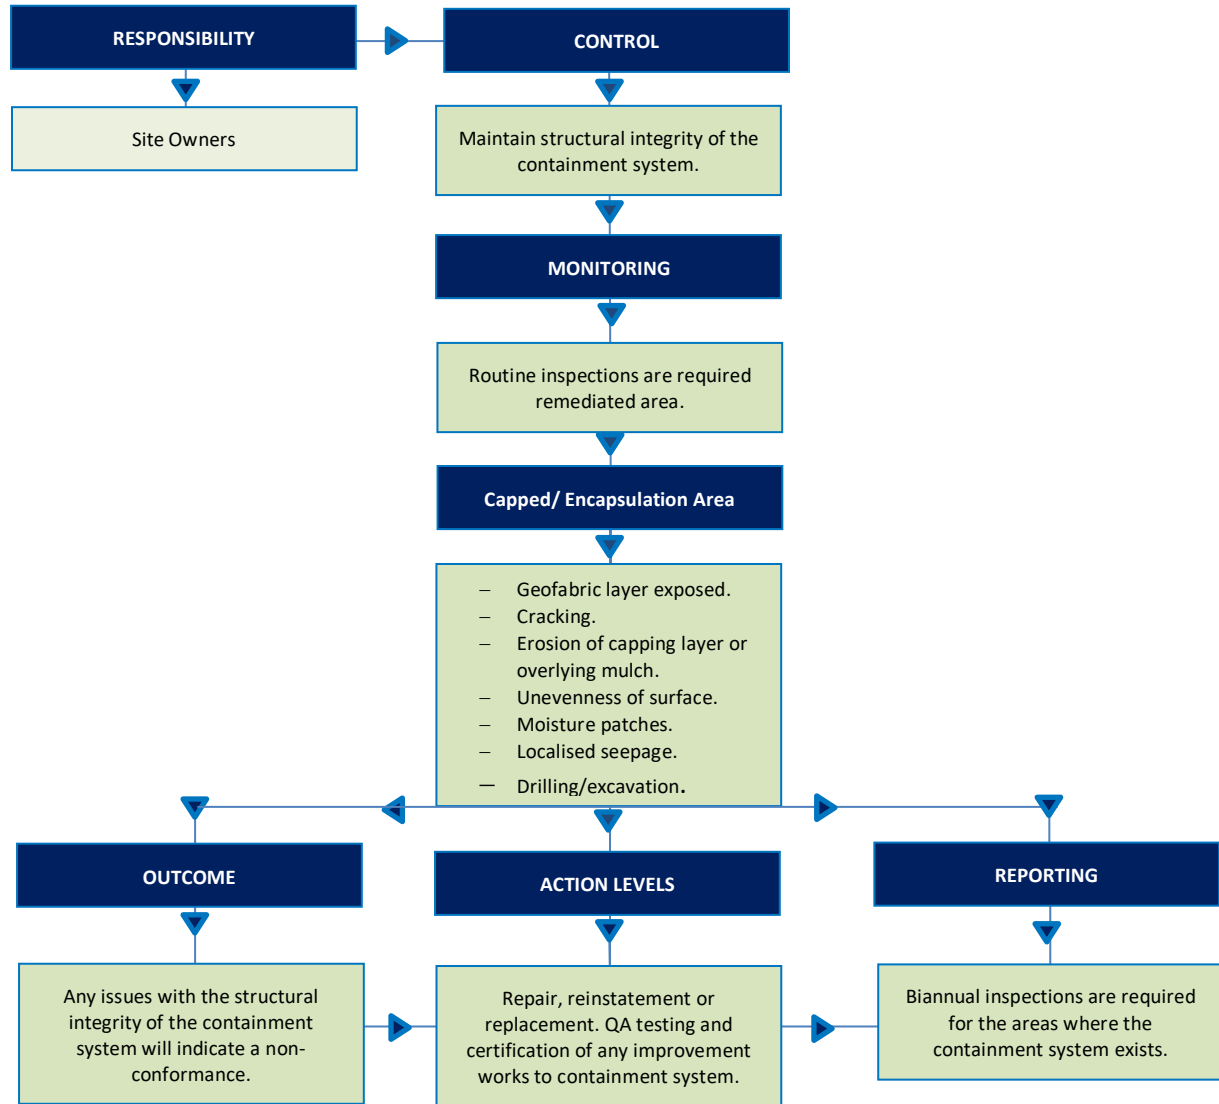 RESPONSIBILITY
CONTROL
Site Owners
Maintain structural integrity of the
containment system.
MONITORING
Routine inspections are required
remediated area.
Capped/ Encapsulation Area
– Geofabric layer exposed.
– Cracking.
– Erosion of capping layer or
overlying mulch.
– Unevenness of surface.
– Moisture patches.
– Localised seepage.
– Drilling/excavation.
OUTCOME
ACTION LEVELS
REPORTING
Any issues with the structural
integrity of the containment
system will indicate a non-
conformance.
Repair, reinstatement or
replacement. QA testing and
certification of any improvement
works to containment system.
Biannual inspections are required
for the areas where the
containment system exists.